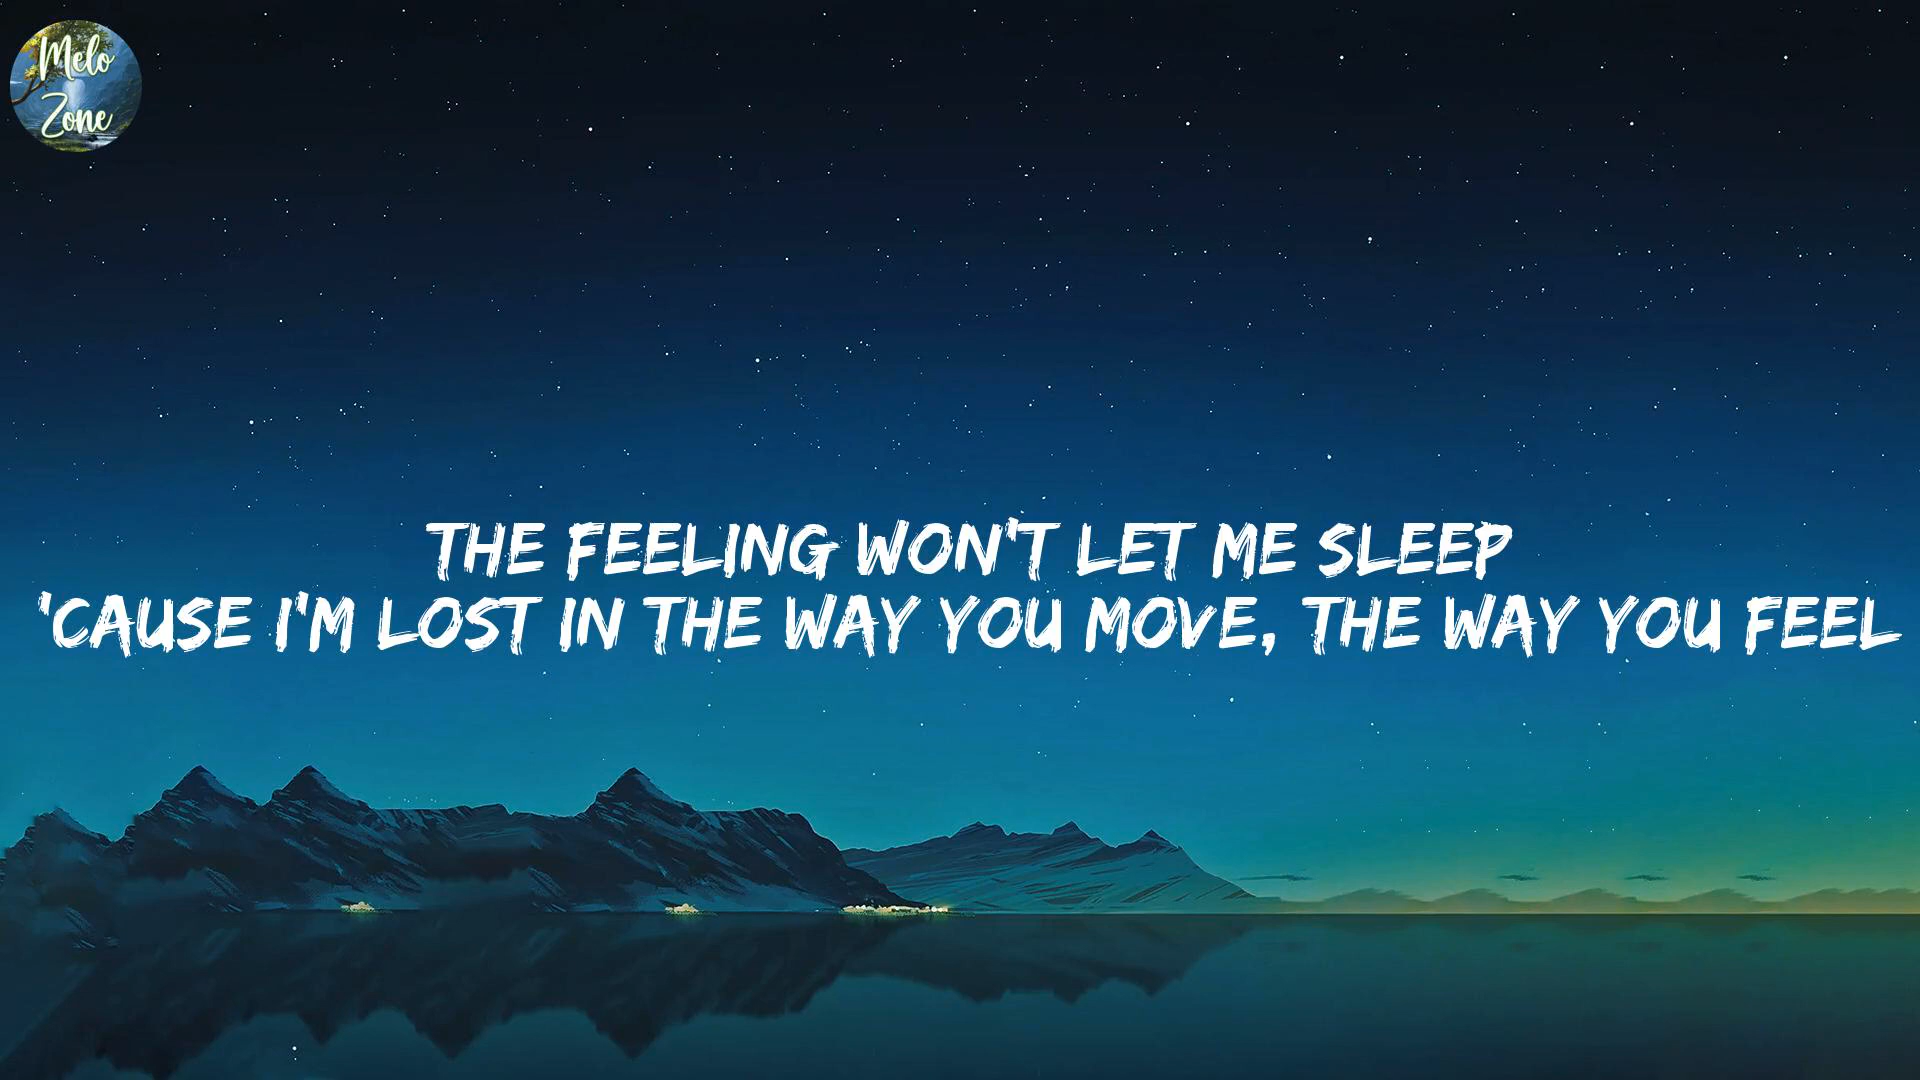 Melo
Zone
THE FEELING WON'T LET ME SLEEP
'CAUSE I'M LOST IN THE WAY YOU MOVE, THE WAY YOU FEEL